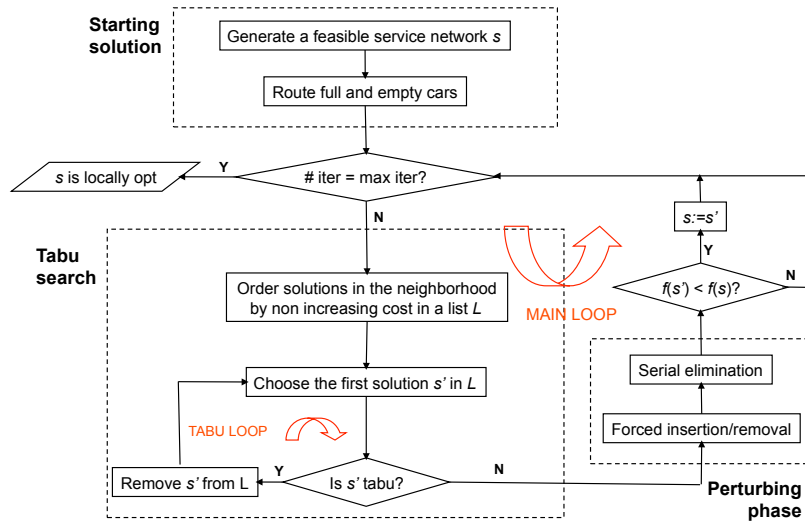 Starting
solution
Generate a feasible service network s
Route full and empty cars
s is locally opt
Y
# iter = max iter?
N
s:=s'
Y
Tabu
search
Order solutions in the neighborhood
by non increasing cost in a list L
MAIN LOOP
f(s') < f(s)?
N
Choose the first solution s' in L
Serial elimination
TABU LOOP
Forced insertion/removal
Remove s' from L
Y
Is s' tabu?
N
Perturbing
phase